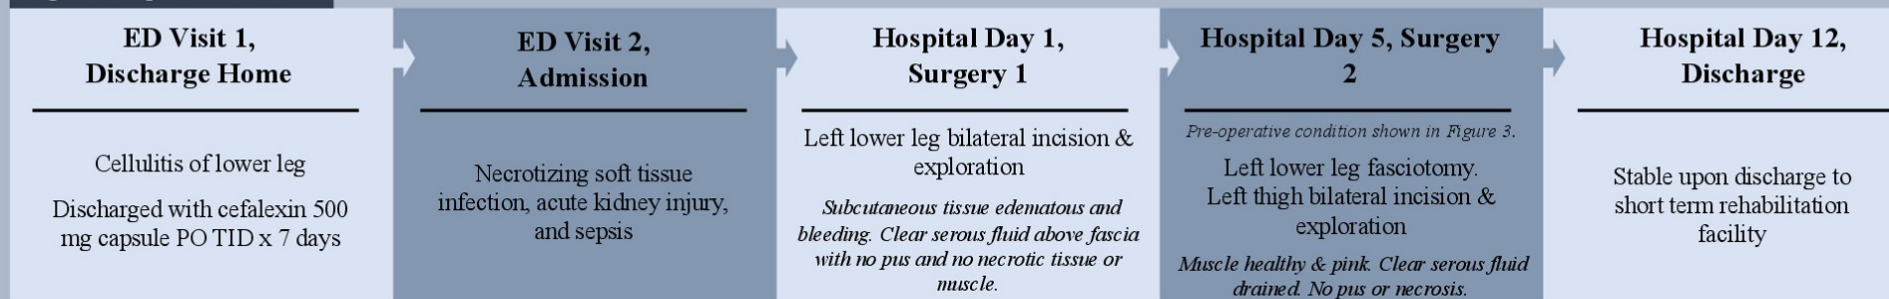 ED Visit 1,
Discharge Home
Cellulitis of lower leg
Discharged with cefalexin 500
mg capsule PO TID x 7 days
ED Visit 2,
Admission
Necrotizing soft tissue
infection, acute kidney injury,
and sepsis
Hospital Day 1,
Surgery 1
Left lower leg bilateral incision &
exploration
Subcutaneous tissue edematous and
bleeding. Clear serous fluid above fascia
with no pus and no necrotic tissue or
muscle.
Hospital Day 5, Surgery
2
Pre-operative condition shown in Figure 3.
Left lower leg fasciotomy.
Left thigh bilateral incision &
exploration
Muscle healthy & pink. Clear serous fluid
drained. No pus or necrosis.
Hospital Day 12,
Discharge
Stable upon discharge to
short term rehabilitation
facility